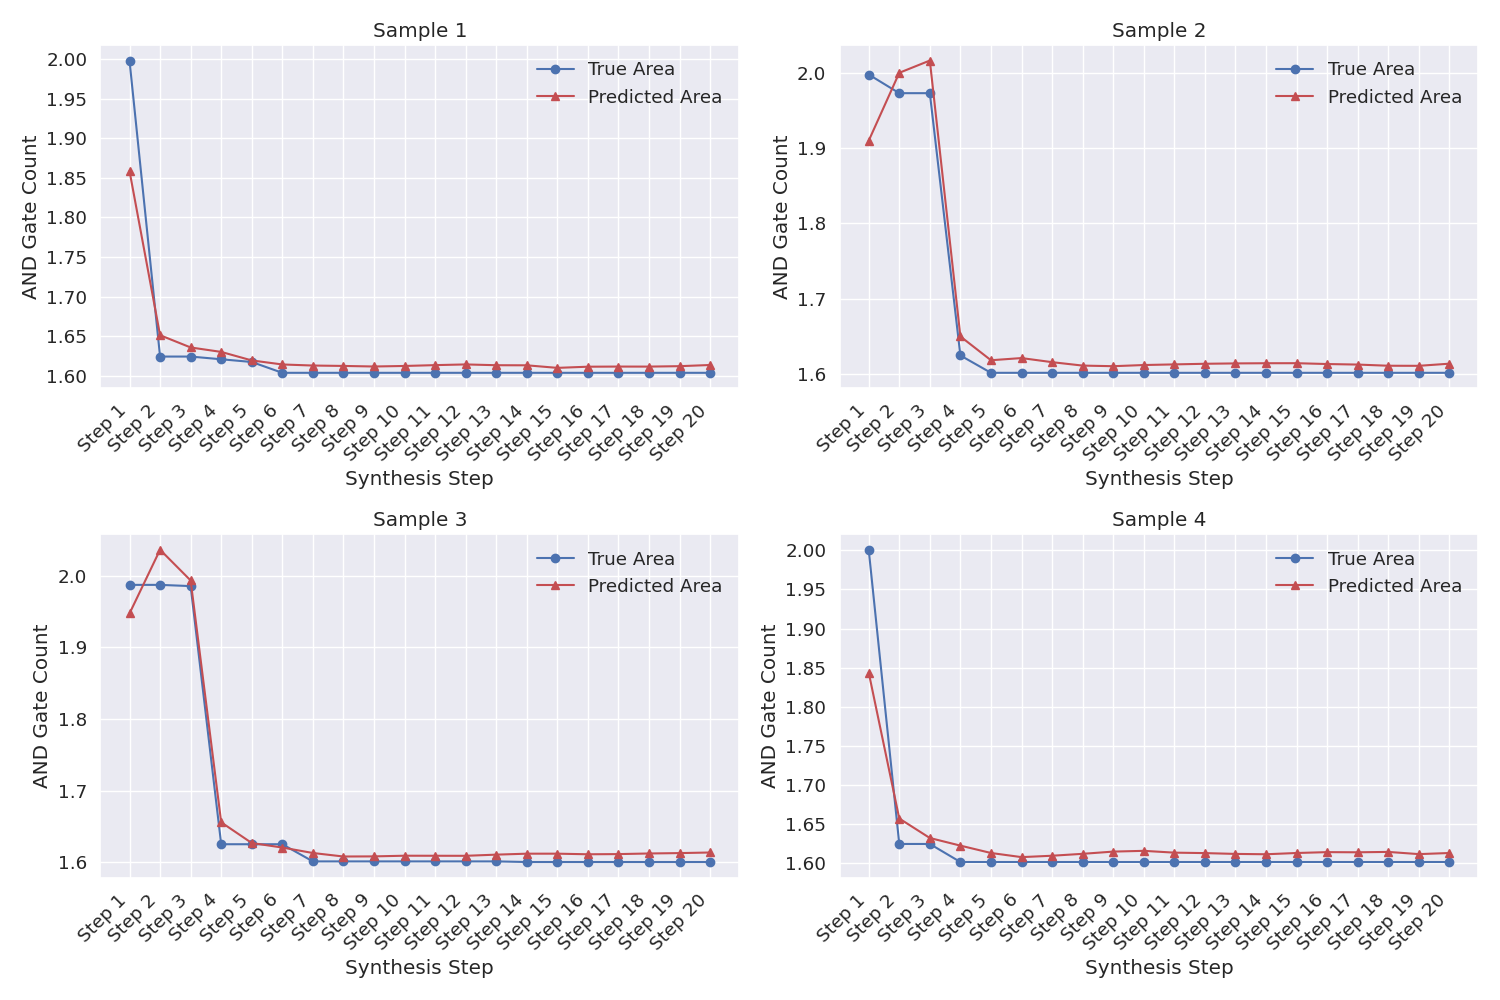 Sample 1
AND Gate Count
2.00
1.95
1.90
1.85
1.80
1.75
1.70
1.65
1.60
True Area
Predicted Area
Step 1
Step 2
Step 3
Step 4
Step 5
Step 6
Step 7
Step 8
Step 9
Step 10
Step 11
Step 12
Step 13
Step 14
Step 15
Step 16
Step 17
Step 18
Step 19
Step 20
Synthesis Step
Sample 2
AND Gate Count
2.0
1.9
1.8
1.7
1.6
True Area
Predicted Area
Step 1
Step 2
Step 3
Step 4
Step 5
Step 6
Step 7
Step 8
Step 9
Step 10
Step 11
Step 12
Step 13
Step 14
Step 15
Step 16
Step 17
Step 18
Step 19
Step 20
Synthesis Step
Sample 3
AND Gate Count
2.0
1.9
1.8
1.7
1.6
True Area
Predicted Area
Step 1
Step 2
Step 3
Step 4
Step 5
Step 6
Step 7
Step 8
Step 9
Step 10
Step 11
Step 12
Step 13
Step 14
Step 15
Step 16
Step 17
Step 18
Step 19
Step 20
Synthesis Step
Sample 4
AND Gate Count
2.00
1.95
1.90
1.85
1.80
1.75
1.70
1.65
1.60
True Area
Predicted Area
Step 1
Step 2
Step 3
Step 4
Step 5
Step 6
Step 7
Step 8
Step 9
Step 10
Step 11
Step 12
Step 13
Step 14
Step 15
Step 16
Step 17
Step 18
Step 19
Step 20
Synthesis Step